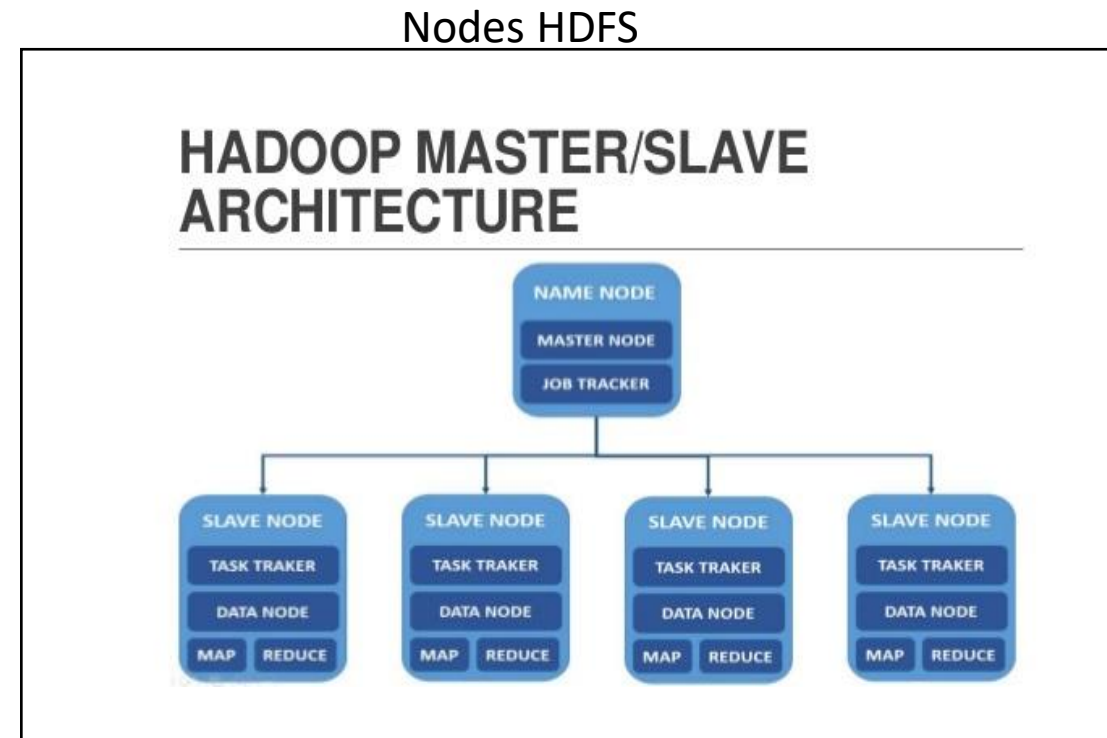 Nodes HDFS
HADOOP MASTER/SLAVE
ARCHITECTURE
NAME NODE
MASTER NODE
JOB TRACKER
SLAVE NODE
TASK TRAKER
DATA NODE
MAP REDUCE
SLAVE NODE
TASK TRAKER
DATA NODE
MAP REDUCE
SLAVE NODE
TASK TRAKER
DATA NODE
MAP REDUCE
SLAVE NODE
TASK TRAKER
DATA NODE
MAP REDUCE